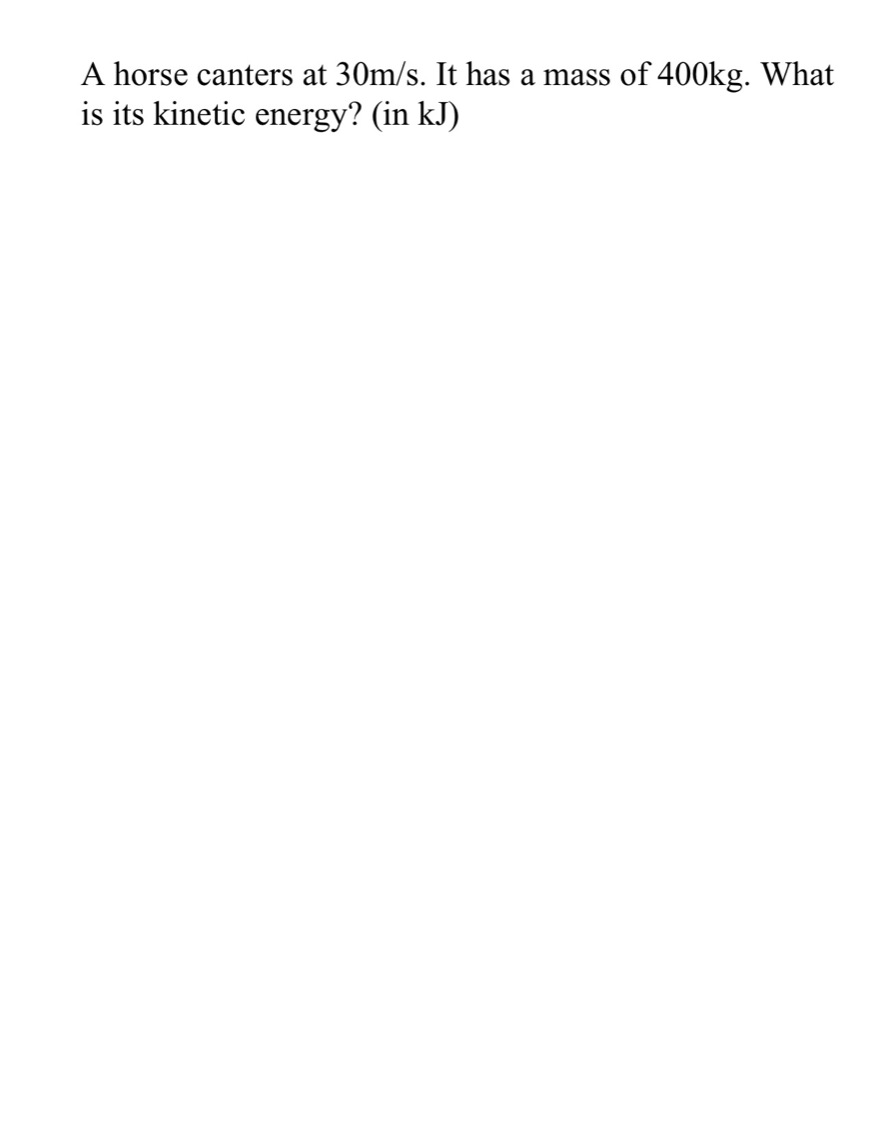 A horse canters at 30m/s. It has a mass of 400kg. What
is its kinetic energy? (in kJ)